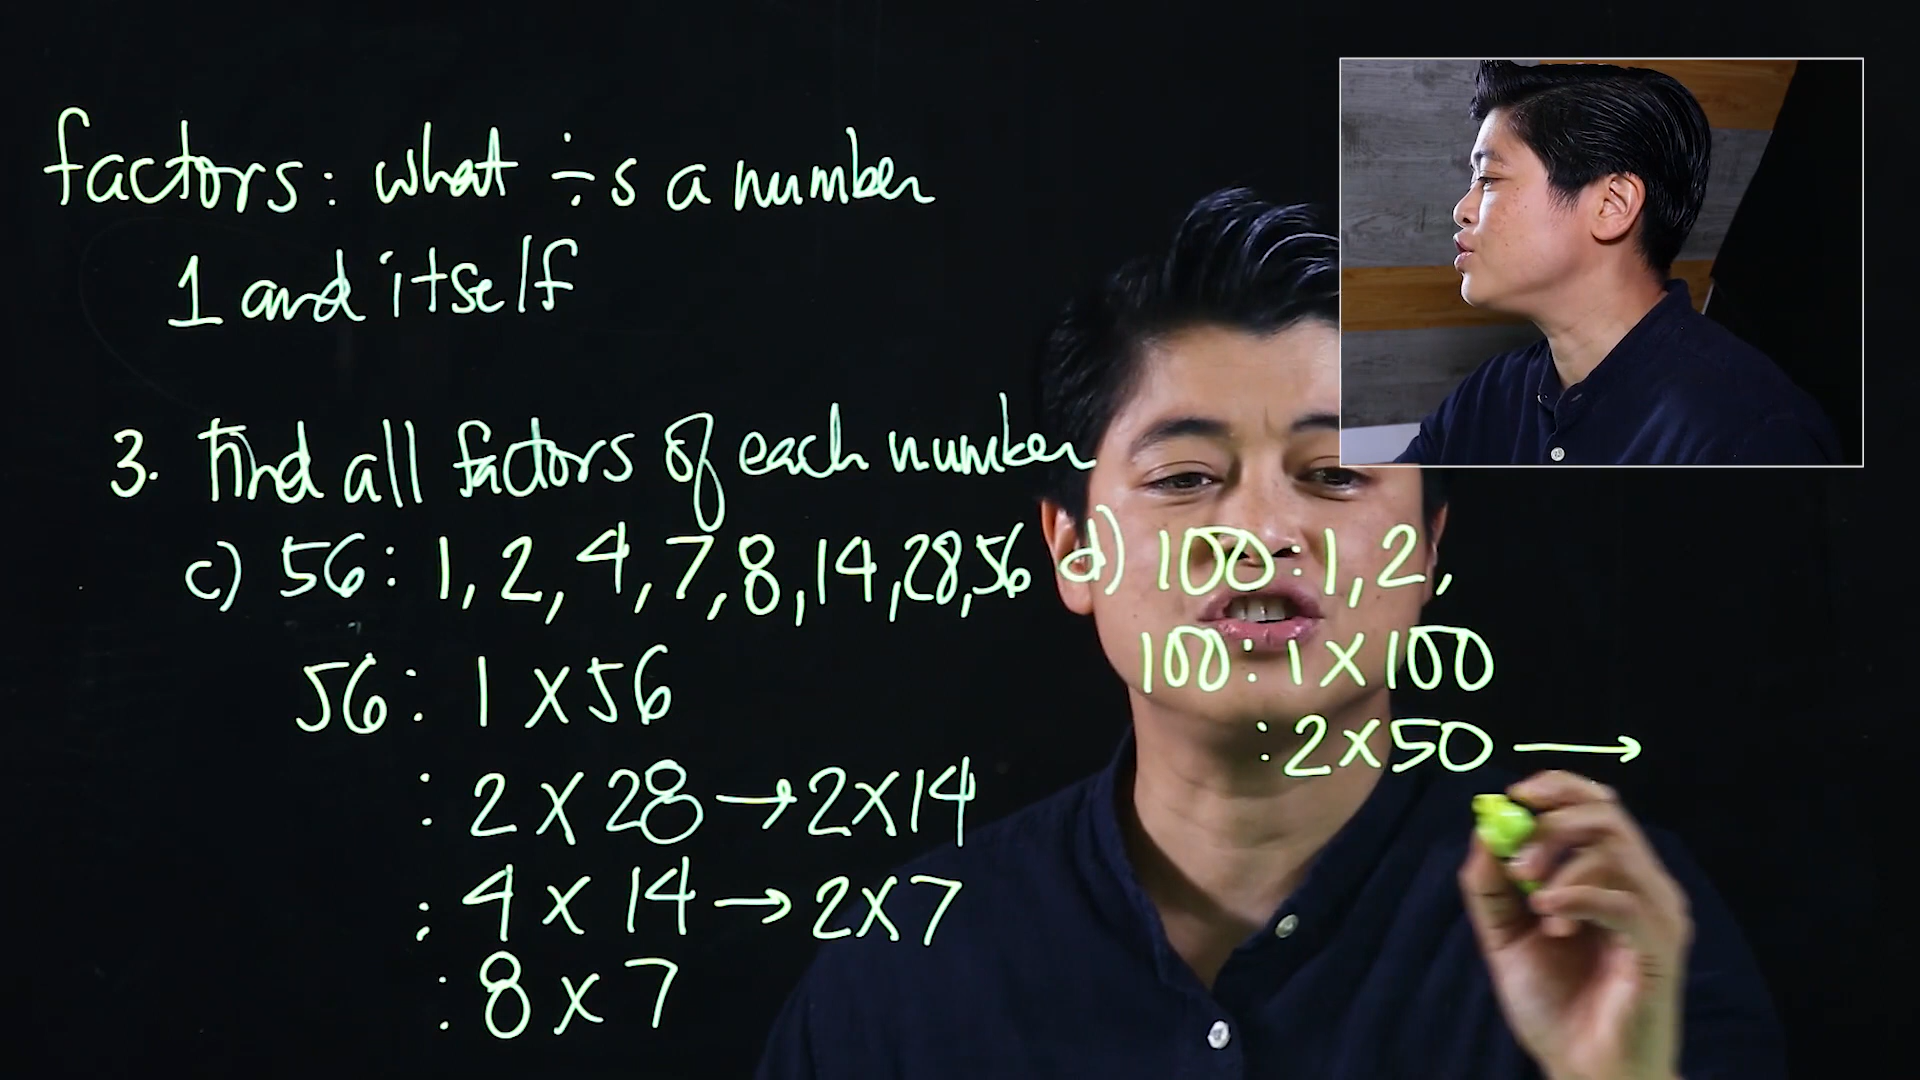 factors: what ÷s a number
1 and itself
3. Find all factors of each number
c) 56: 1, 2, 4, 7, 8, 14, 28, 56
56: 1 x 56
: 2 x 28 → 2 x 14
: 4 x 14 → 2 x 7
: 8 x 7
d) 100: 1, 2,
100: 1 x 100
: 2 x 50 →